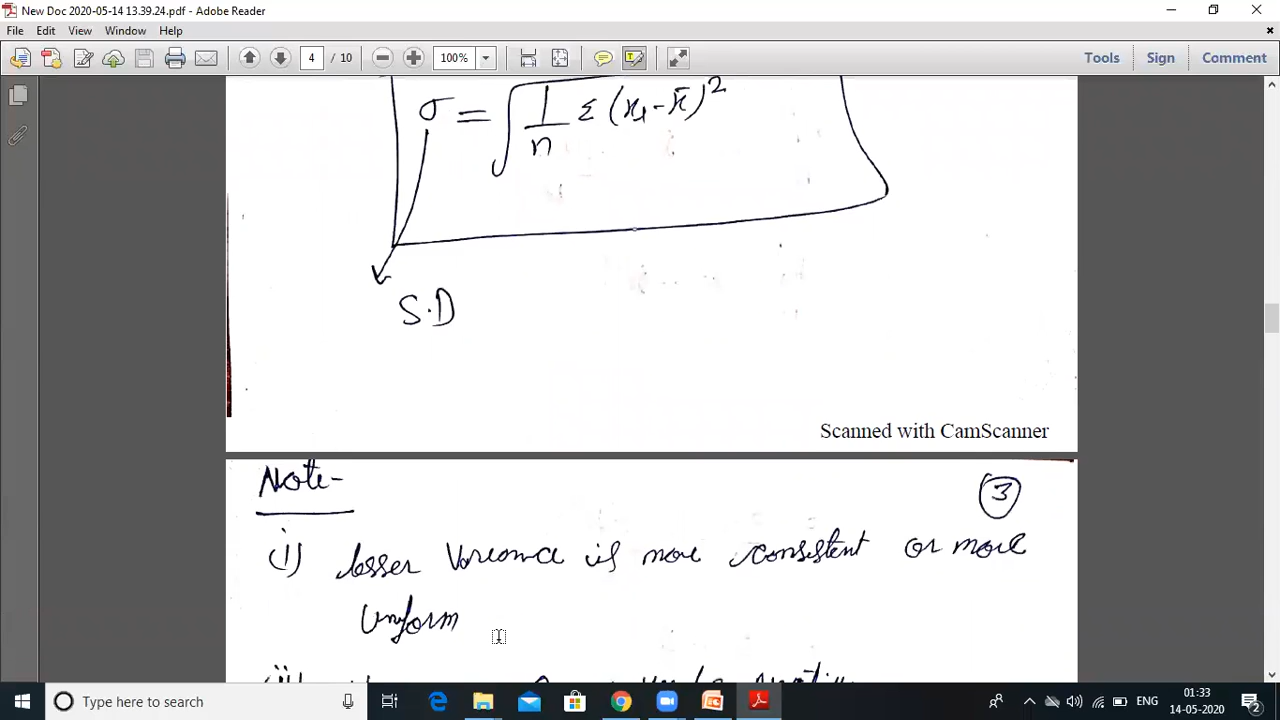 New Doc 2020-05-14 13.39.24.pdf - Adobe Reader
File Edit View Window Help
4 / 10 100% Tools Sign Comment
σ = √(1/n Σ (xᵢ - x̄)²)
S.D
Scanned with CamScanner
Note-
3
(i) lesser Variance is more consistent or more
Uniform
Type here to search
ENG
01:33
14-05-2020